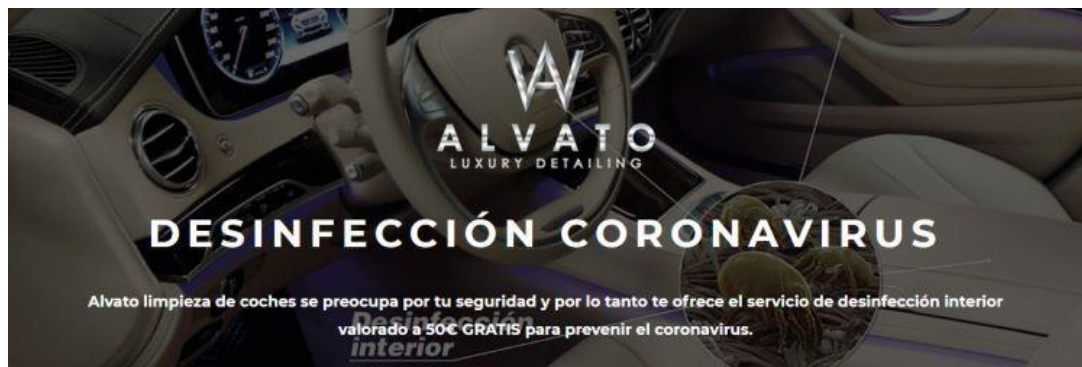 ALVATO
LUXURY DETAILING
DESINFECCIÓN CORONAVIRUS
Alvato limpieza de coches se preocupa por tu seguridad y por lo tanto te ofrece el servicio de desinfección interior
valorado a 50€ GRATIS para prevenir el coronavirus.
Desinfección
interior